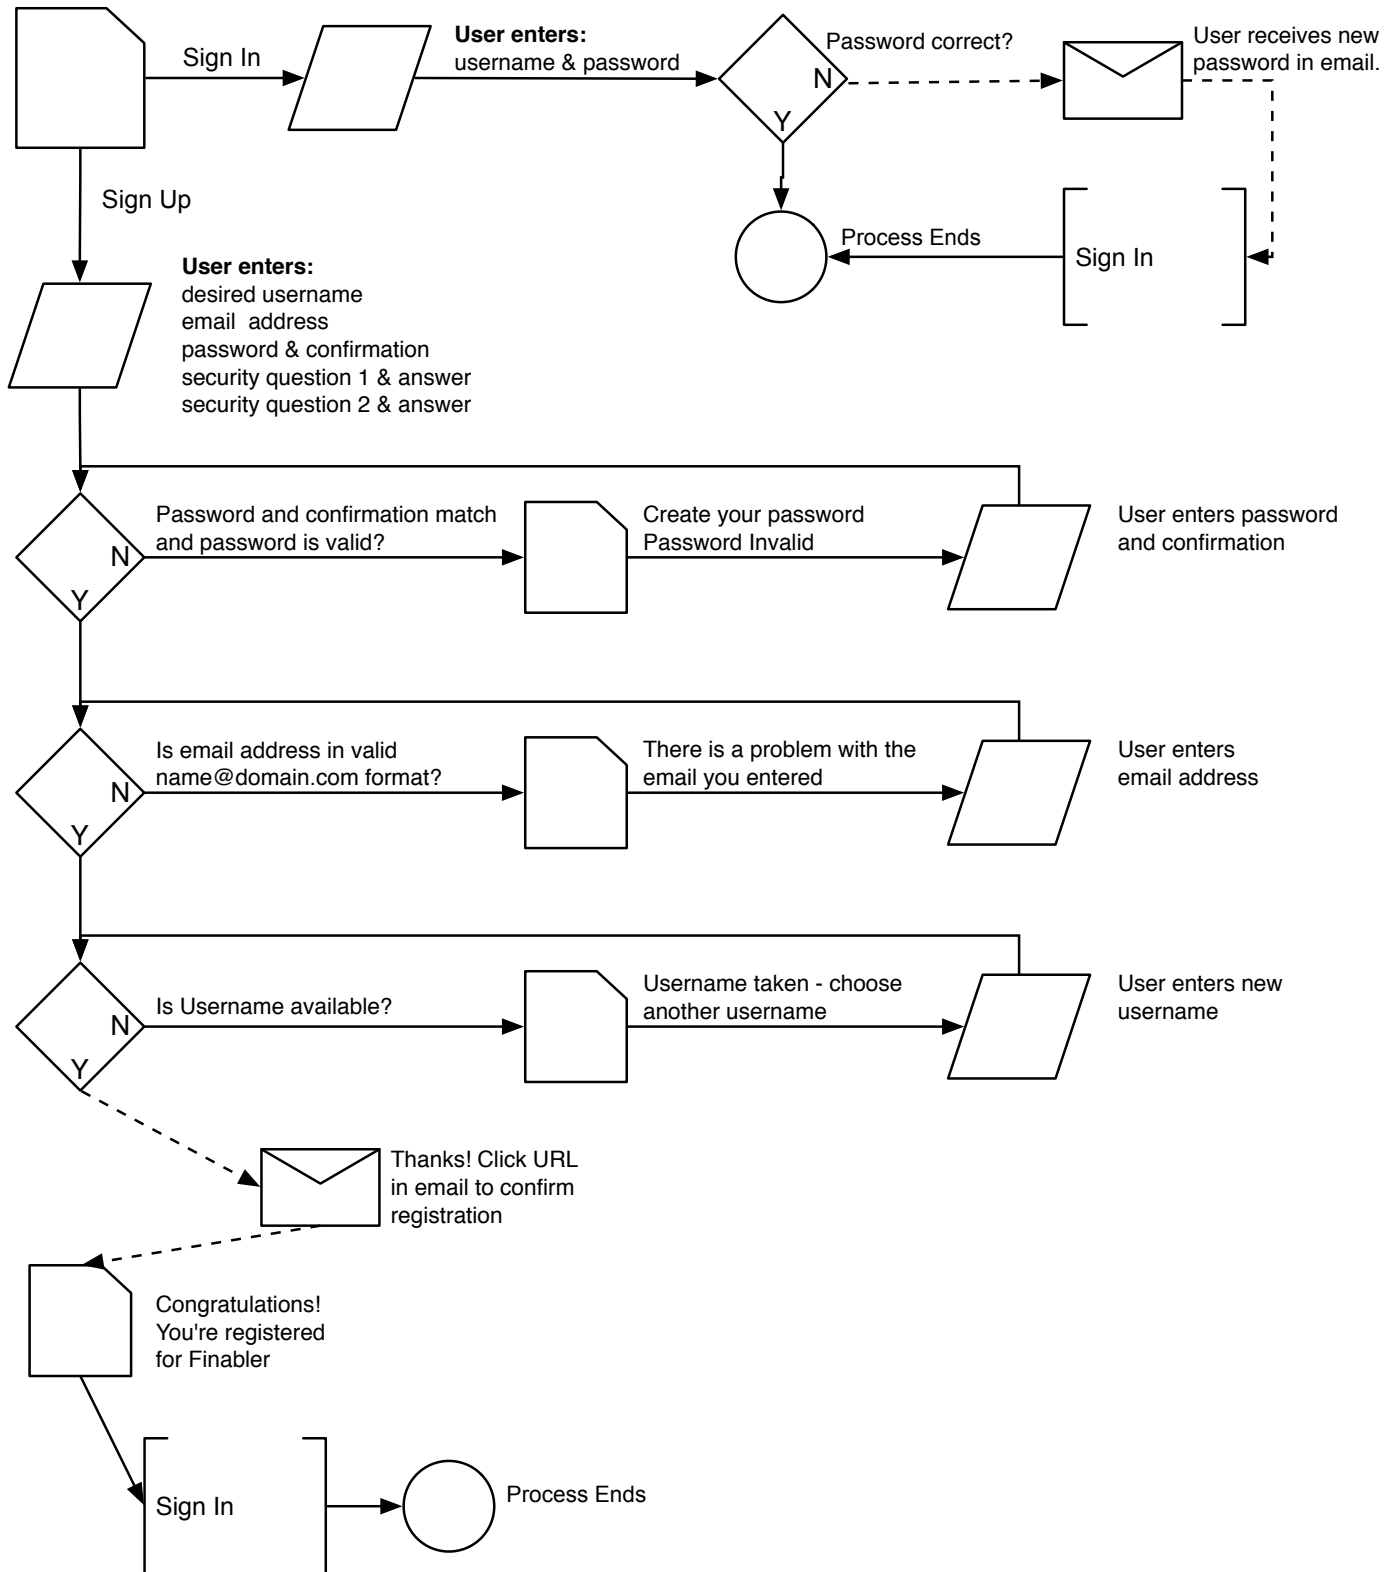 Sign In
User enters:
username & password
Password correct?
N
Y
User receives new
password in email.
Sign Up
Process Ends
Sign In
User enters:
desired username
email  address
password & confirmation
security question 1 & answer
security question 2 & answer
Password and confirmation match
and password is valid?
N
Y
Create your password
Password Invalid
User enters password
and confirmation
Is email address in valid
name@domain.com format?
N
Y
There is a problem with the
email you entered
User enters
email address
Is Username available?
N
Y
Username taken - choose
another username
User enters new
username
Thanks! Click URL
in email to confirm
registration
Congratulations!
You're registered
for Finabler
Sign In
Process Ends